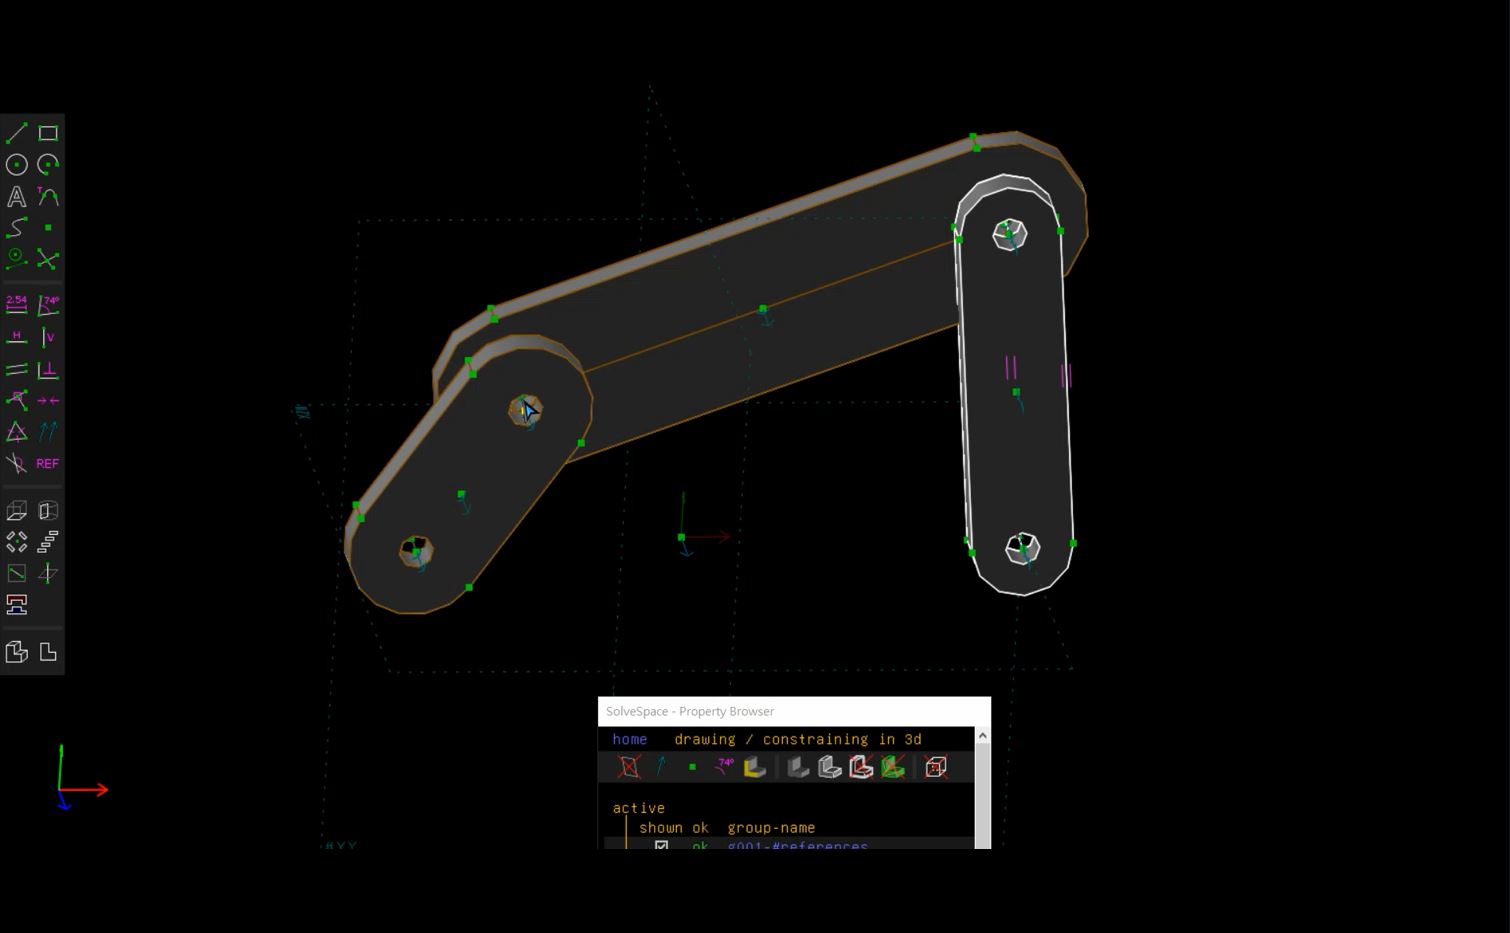 A T
2.54 74°
H V
REF
SolveSpace - Property Browser
home drawing / constraining in 3d
74°
active
shown ok group-name
ok g001-#references
#XY